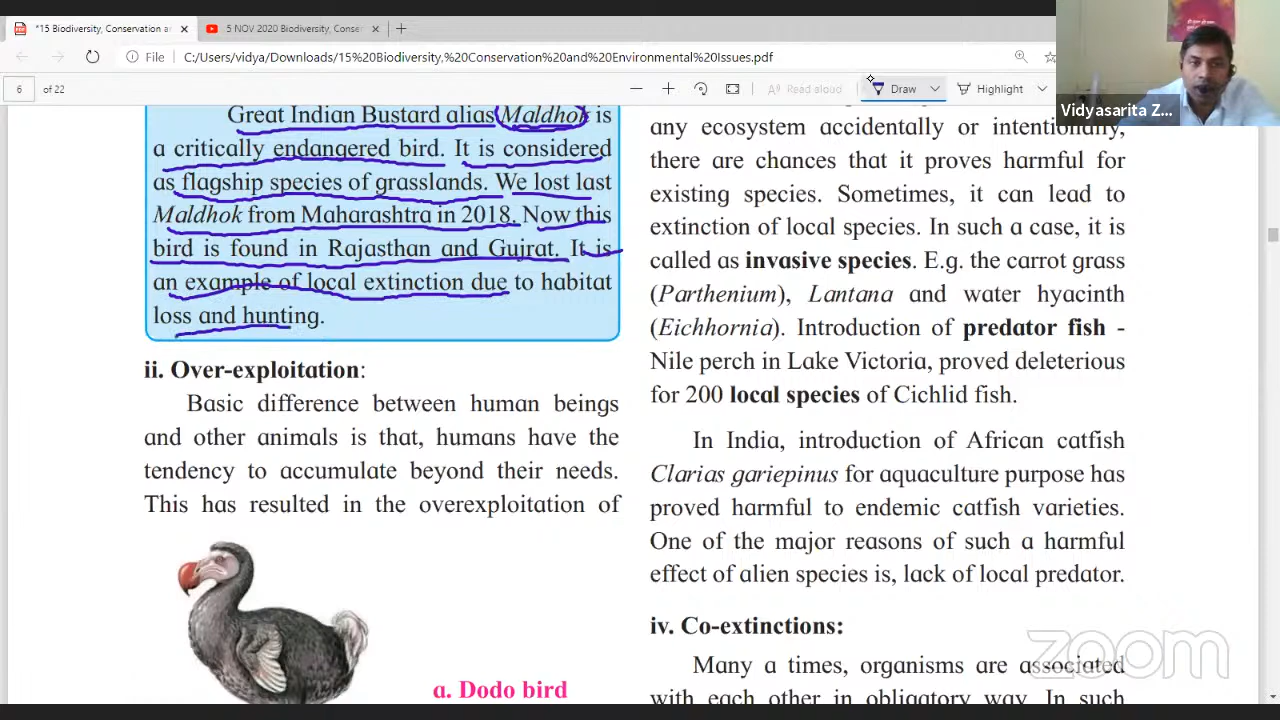 *15 Biodiversity, Conservation a
5 NOV 2020 Biodiversity, Conse
File C:/Users/vidya/Downloads/15%20Biodiversity,%20Conservation%20and%20Environmental%20Issues.pdf
6 of 22
Read aloud
Draw
Highlight
Vidyasarita Z...
Great Indian Bustard alias Maldhok is
a critically endangered bird. It is considered
as flagship species of grasslands. We lost last
Maldhok from Maharashtra in 2018. Now this
bird is found in Rajasthan and Gujrat. It is
an example of local extinction due to habitat
loss and hunting.
ii. Over-exploitation:
Basic difference between human beings
and other animals is that, humans have the
tendency to accumulate beyond their needs.
This has resulted in the overexploitation of
a. Dodo bird
any ecosystem accidentally or intentionally,
there are chances that it proves harmful for
existing species. Sometimes, it can lead to
extinction of local species. In such a case, it is
called as invasive species. E.g. the carrot grass
(Parthenium), Lantana and water hyacinth
(Eichhornia). Introduction of predator fish -
Nile perch in Lake Victoria, proved deleterious
for 200 local species of Cichlid fish.
In India, introduction of African catfish
Clarias gariepinus for aquaculture purpose has
proved harmful to endemic catfish varieties.
One of the major reasons of such a harmful
effect of alien species is, lack of local predator.
iv. Co-extinctions:
Many a times, organisms are associated
with each other in obligatory way. In such
zoom